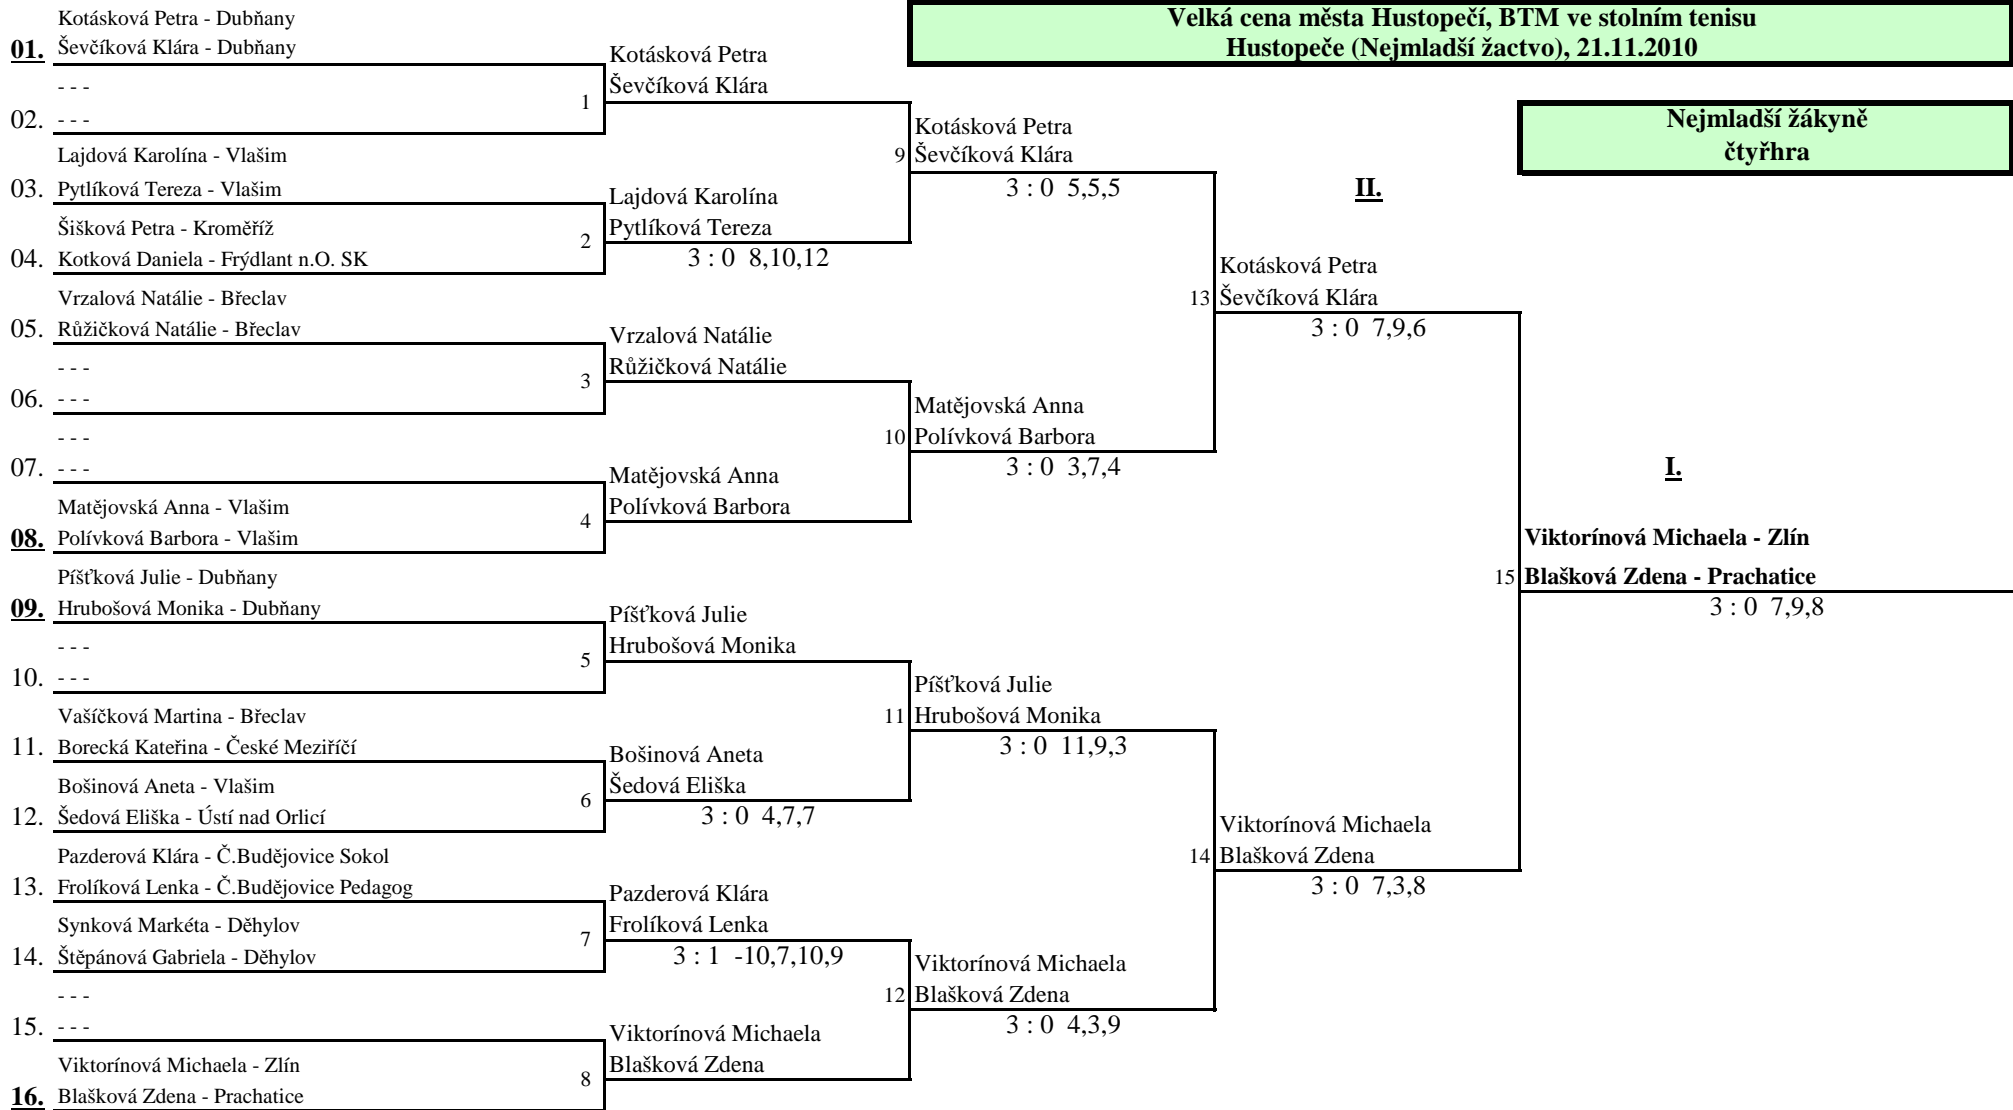 Velká cena města Hustopečí, BTM ve stolním tenisu
Hustopeče (Nejmladší žactvo), 21.11.2010
Nejmladší žákyně
čtyřhra
Kotásková Petra - Dubňany
01. Ševčíková Klára - Dubňany
- - -
02. - - -
Lajdová Karolína - Vlašim
03. Pytlíková Tereza - Vlašim
Šišková Petra - Kroměříž
04. Kotková Daniela - Frýdlant n.O. SK
Vrzalová Natálie - Břeclav
05. Růžičková Natálie - Břeclav
- - -
06. - - -
- - -
07. - - -
Matějovská Anna - Vlašim
08. Polívková Barbora - Vlašim
Píšťková Julie - Dubňany
09. Hrubošová Monika - Dubňany
- - -
10. - - -
Vašíčková Martina - Břeclav
11. Borecká Kateřina - České Meziříčí
Bošinová Aneta - Vlašim
12. Šedová Eliška - Ústí nad Orlicí
Pazderová Klára - Č.Budějovice Sokol
13. Frolíková Lenka - Č.Budějovice Pedagog
Synková Markéta - Děhylov
14. Štěpánová Gabriela - Děhylov
- - -
15. - - -
Viktorínová Michaela - Zlín
16. Blašková Zdena - Prachatice
Kotásková Petra
Ševčíková Klára
1
Lajdová Karolína
2 Pytlíková Tereza
3 : 0 8,10,12
Vrzalová Natálie
Růžičková Natálie
3
Matějovská Anna
Polívková Barbora
4
Píšťková Julie
Hrubošová Monika
5
Bošinová Aneta
Šedová Eliška
6
3 : 0 4,7,7
Pazderová Klára
Frolíková Lenka
7
3 : 1 -10,7,10,9
Viktorínová Michaela
Blašková Zdena
8
Kotásková Petra
9 Ševčíková Klára
3 : 0 5,5,5
Matějovská Anna
10 Polívková Barbora
3 : 0 3,7,4
Píšťková Julie
11 Hrubošová Monika
3 : 0 11,9,3
Viktorínová Michaela
12 Blašková Zdena
3 : 0 4,3,9
II.
Kotásková Petra
13 Ševčíková Klára
3 : 0 7,9,6
Viktorínová Michaela
14 Blašková Zdena
3 : 0 7,3,8
I.
Viktorínová Michaela - Zlín
15 Blašková Zdena - Prachatice
3 : 0 7,9,8